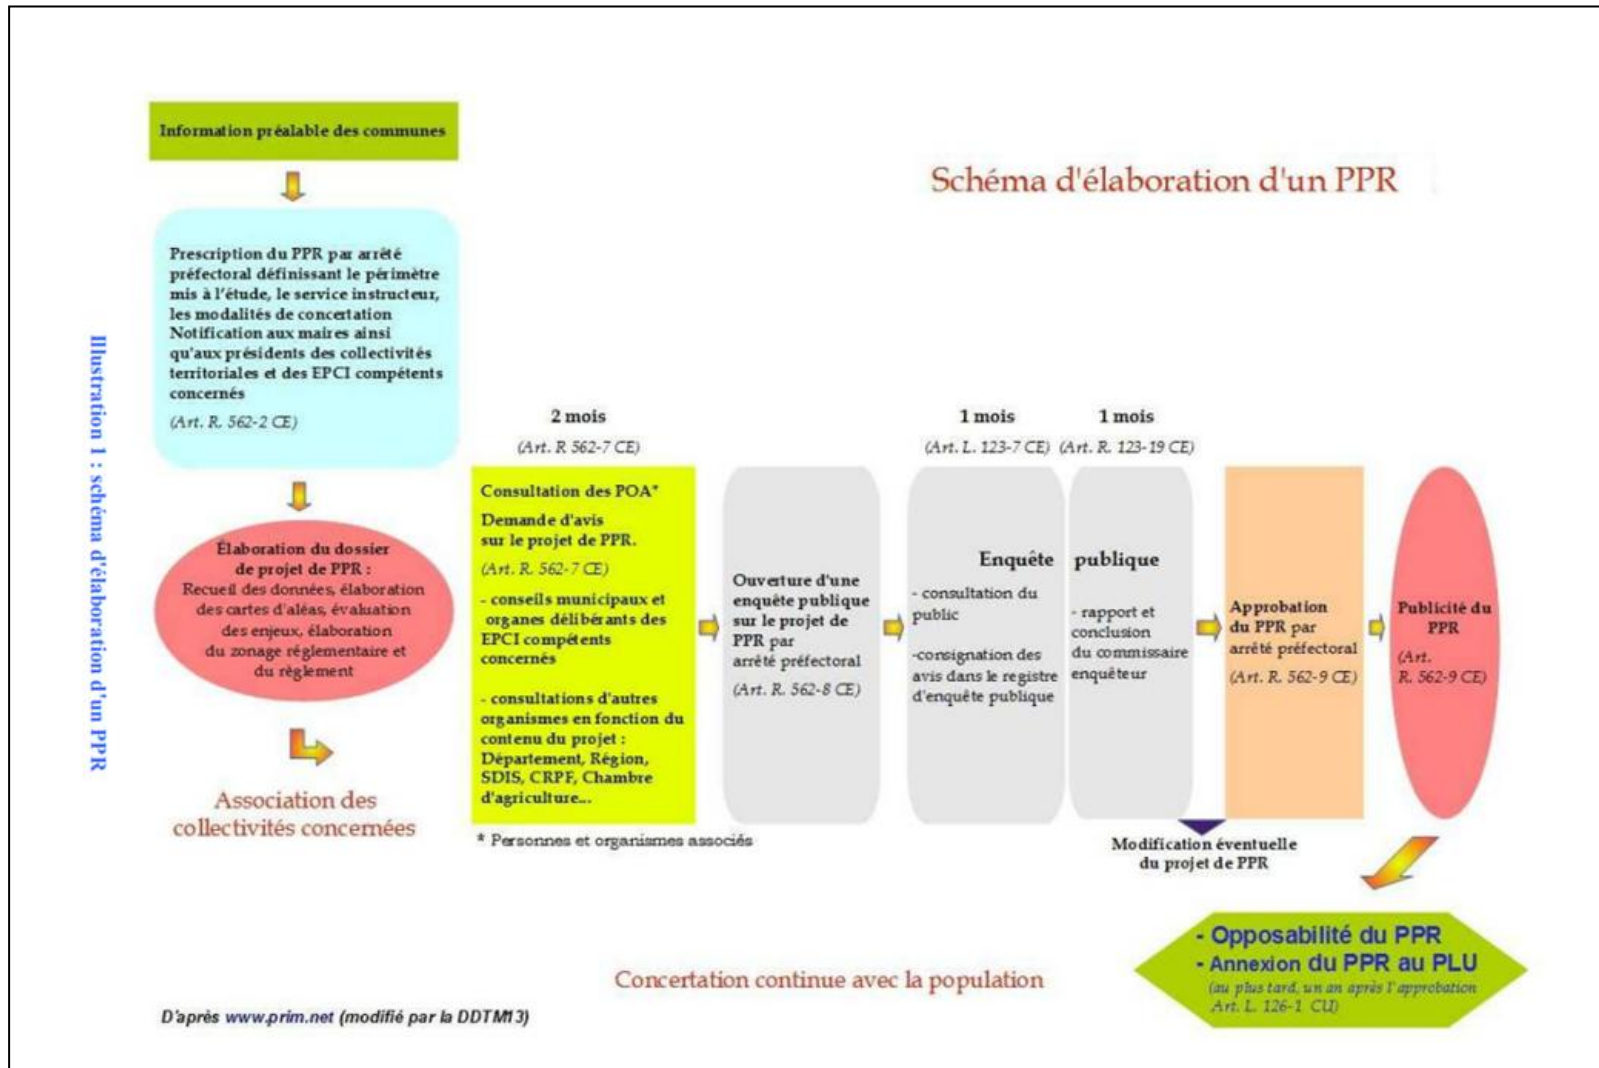 Schéma d'élaboration d'un PPR
Information préalable des communes
Prescription du PPR par arrêté
préfectoral définissant le périmètre
mis à l'étude, le service instructeur,
les modalités de concertation
Notification aux maires ainsi
qu'aux présidents des collectivités
territoriales et des EPCI compétents
concernés
(Art. R. 562-2 CE)
Élaboration du dossier
de projet de PPR :
Recueil des données, élaboration
des cartes d'aléas, évaluation
des enjeux, élaboration
du zonage réglementaire et
du règlement
Association des
collectivités concernées
2 mois
(Art. R 562-7 CE)
Consultation des POA*
Demande d'avis
sur le projet de PPR.
(Art. R. 562-7 CE)
- conseils municipaux et
organes délibérants des
EPCI compétents
concernés
- consultations d'autres
organismes en fonction du
contenu du projet :
Département, Région,
SDIS, CRPF, Chambre
d'agriculture...
* Personnes et organismes associés
Ouverture d'une
enquête publique
sur le projet de
PPR par
arrêté préfectoral
(Art. R. 562-8 CE)
1 mois
(Art. L. 123-7 CE)
1 mois
(Art. R. 123-19 CE)
Enquête publique
- consultation du
public
-consignation des
avis dans le registre
d'enquête publique
- rapport et
conclusion
du commissaire
enquêteur
Modification éventuelle
du projet de PPR
Approbation
du PPR par
arrêté préfectoral
(Art. R. 562-9 CE)
Publicité du
PPR
(Art.
R. 562-9 CE)
- Opposabilité du PPR
- Annexion du PPR au PLU
(au plus tard, un an après l'approbation
Art. L. 126-1 CU)
Concertation continue avec la population
D'après www.prim.net (modifié par la DDTM13)
Illustration 1 : schéma d'élaboration d'un PPR